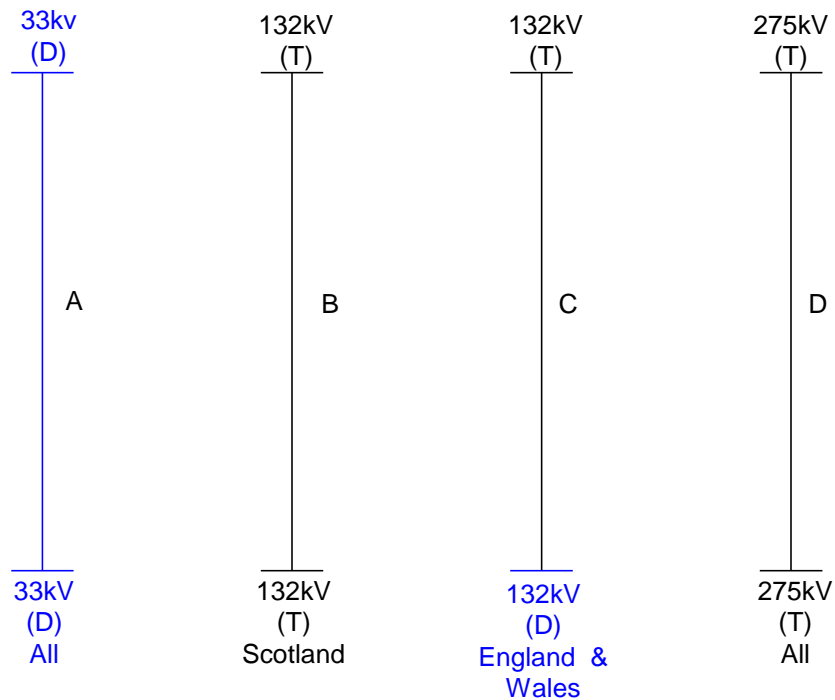 33kv
(D)
132kV
(T)
132kV
(T)
275kV
(T)
A
B
C
D
33kV
(D)
All
132kV
(T)
Scotland
132kV
(D)
England &
Wales
275kV
(T)
All